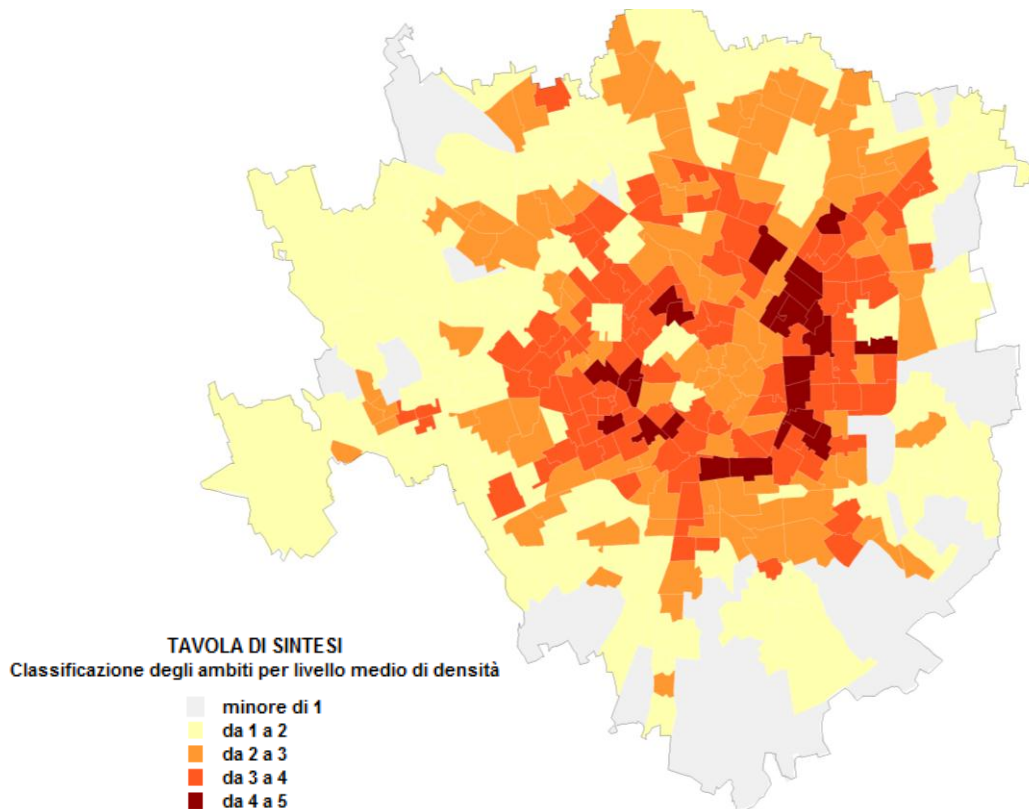 TAVOLA DI SINTESI
Classificazione degli ambiti per livello medio di densità
minore di 1
da 1 a 2
da 2 a 3
da 3 a 4
da 4 a 5